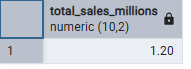 total_sales_millions
numeric (10,2)
1 1.20